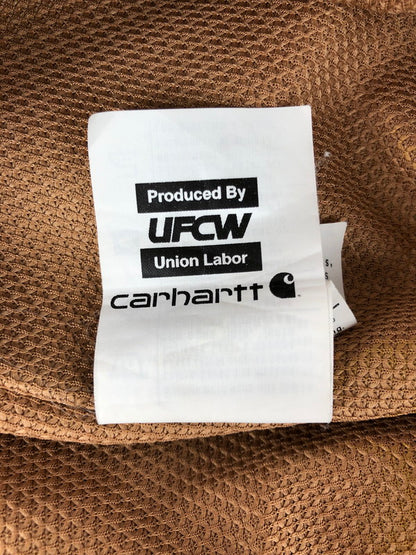 Produced By
UFCW
Union Labor
carhartt